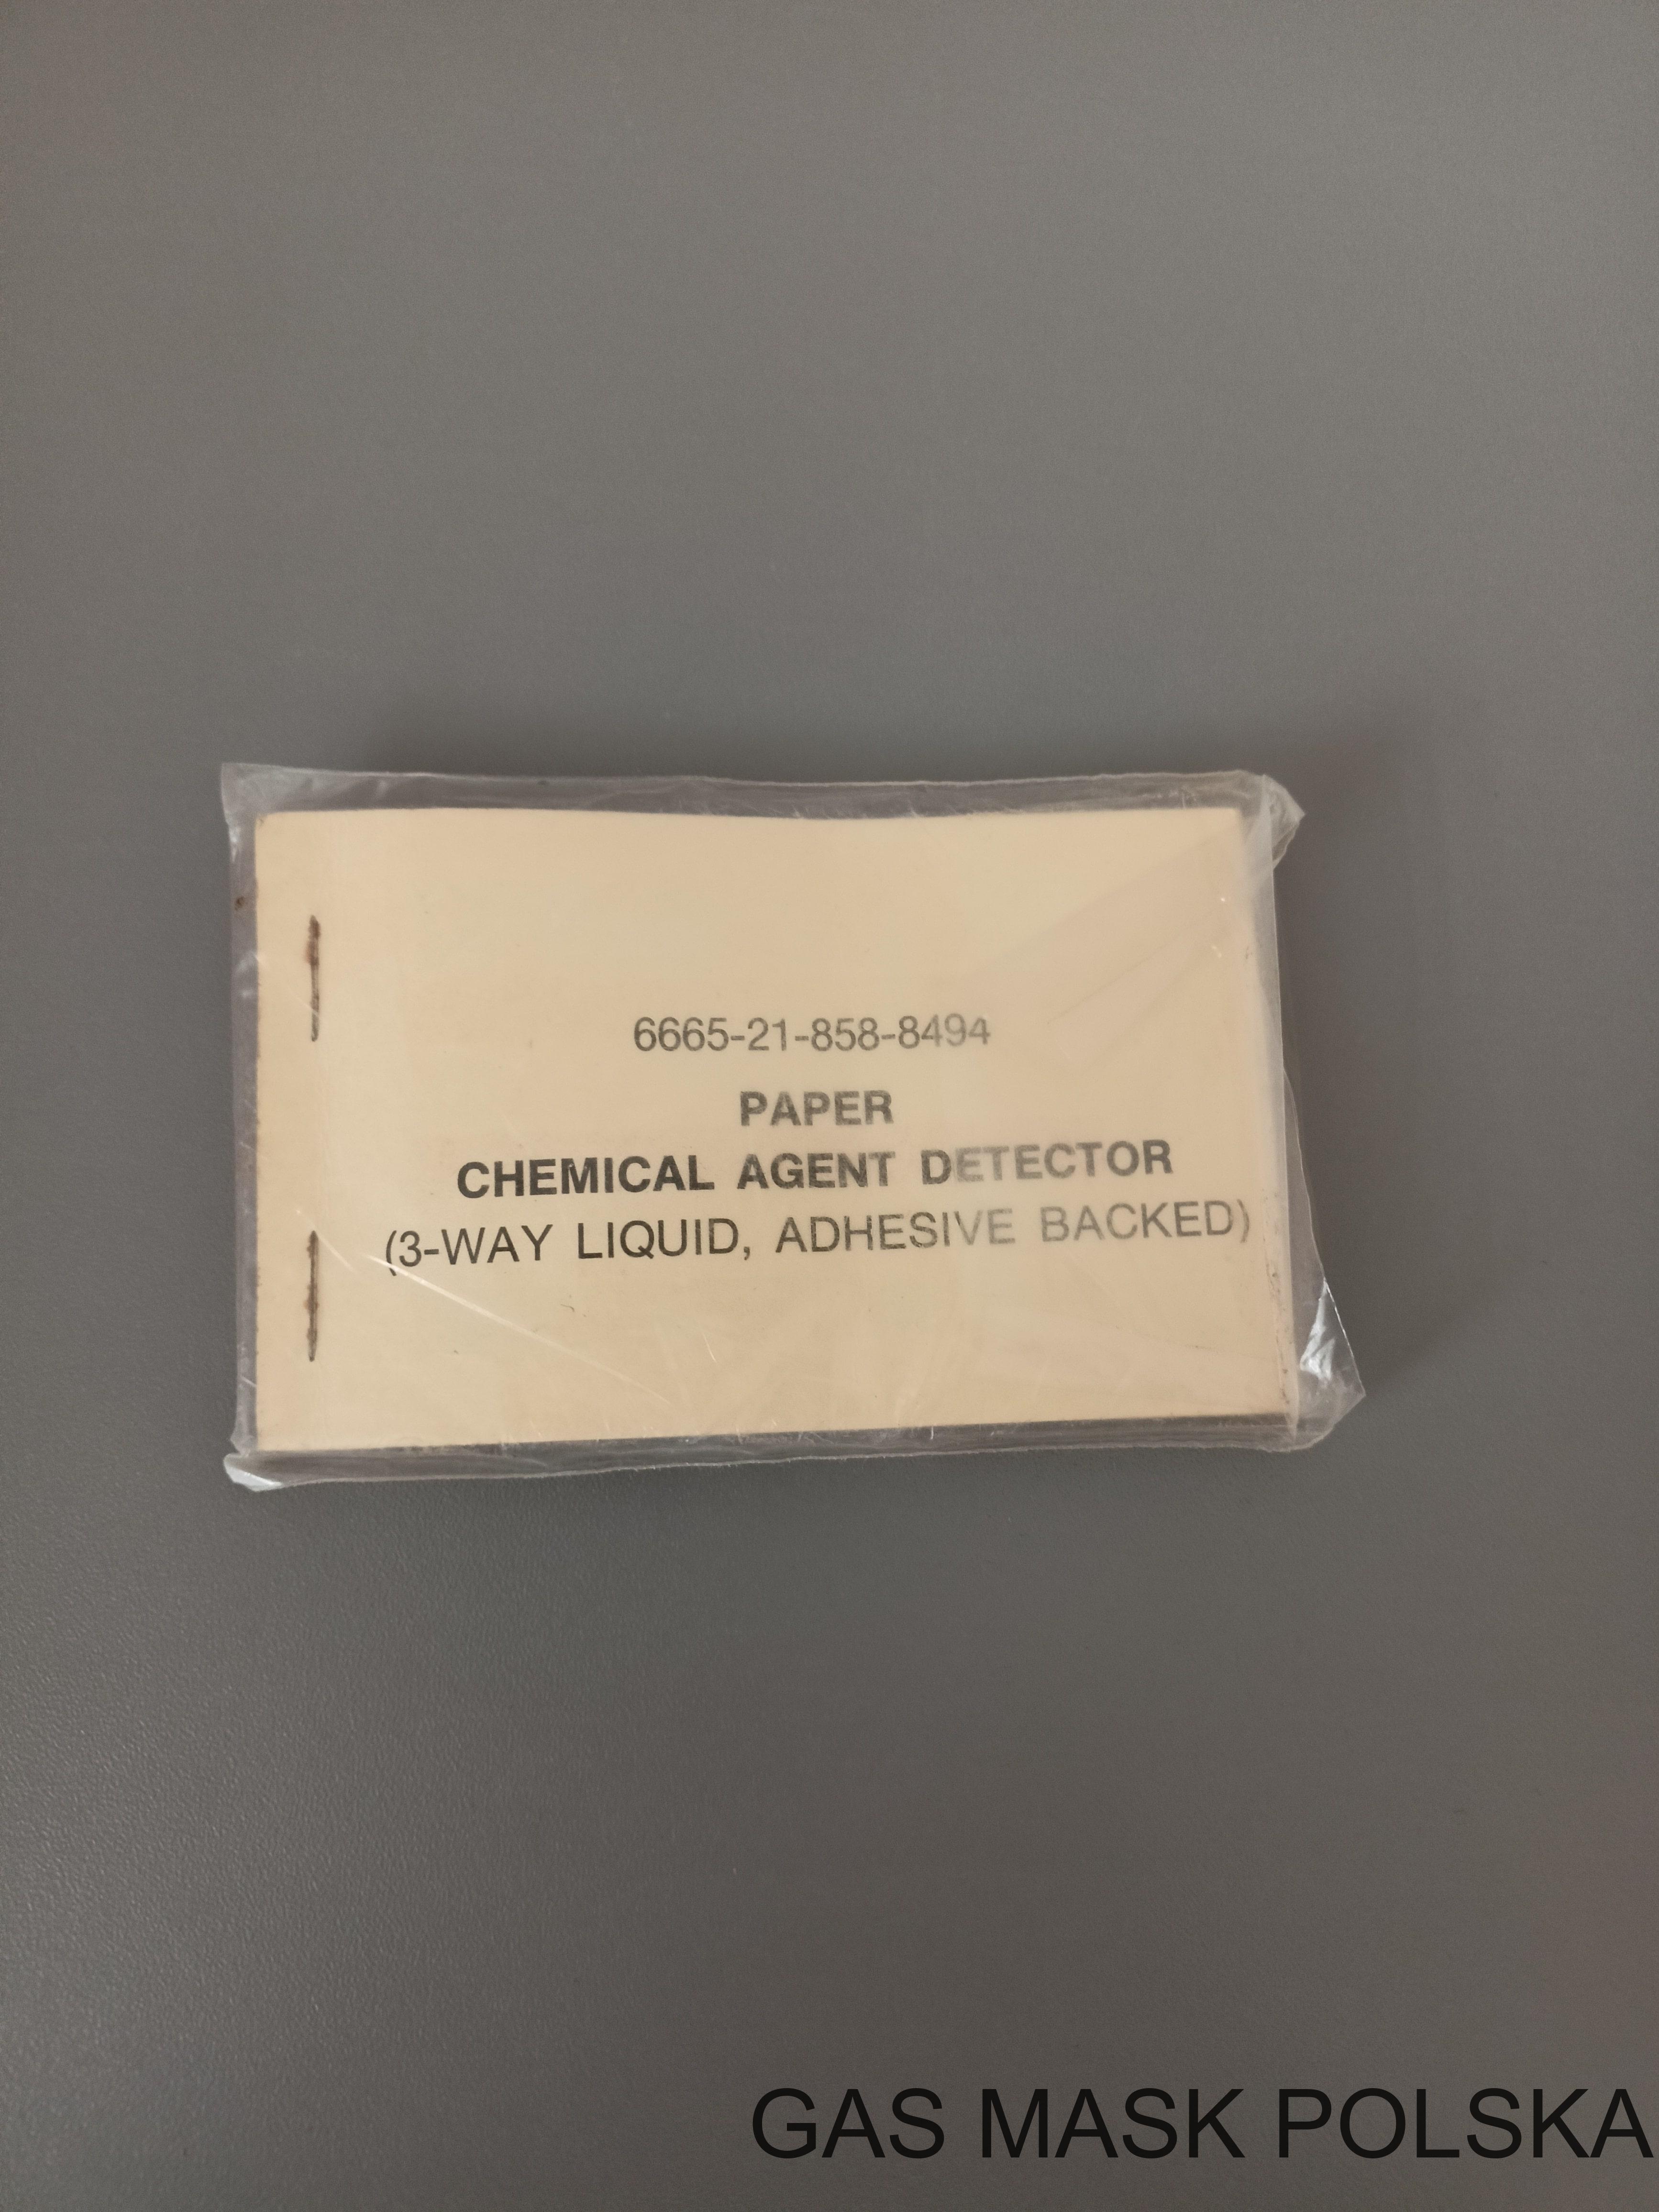 6665-21-858-8494
PAPER
CHEMICAL AGENT DETECTOR
(3-WAY LIQUID, ADHESIVE BACKED)
GAS MASK POLSKA